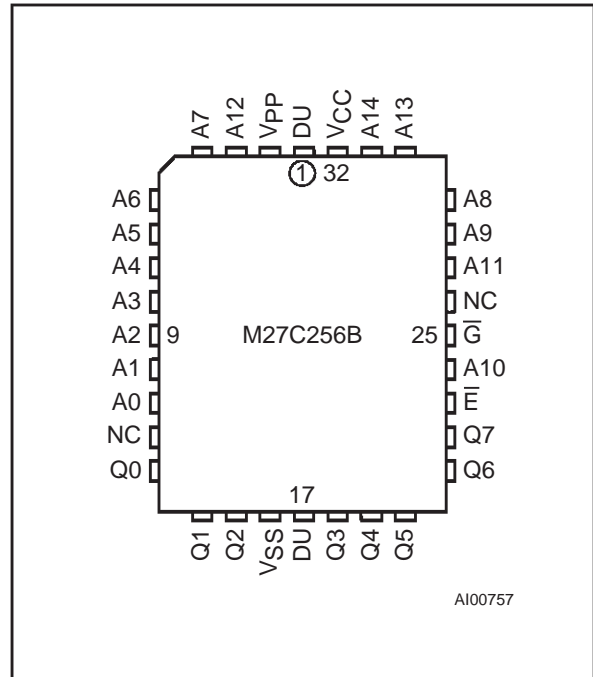 A7 A12 VPP DU VCC A14 A13
1 32
A6 A8
A5 A9
A4 A11
A3 NC
A2 9 M27C256B 25 G̅
A1 A10
A0 E̅
NC Q7
Q0 Q6
17
Q1 Q2 VSS DU Q3 Q4 Q5
AI00757